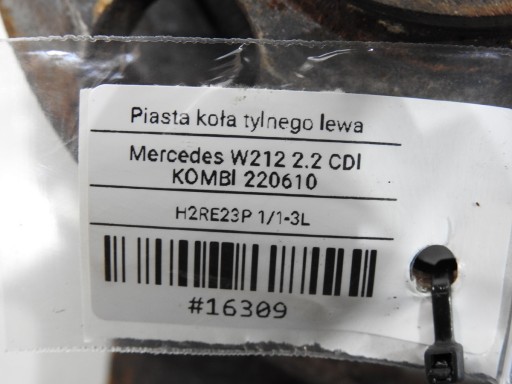 Piasta koła tylnego lewa
Mercedes W212 2.2 CDI
KOMBI 220610
H2RE23P 1/1-3L
#16309